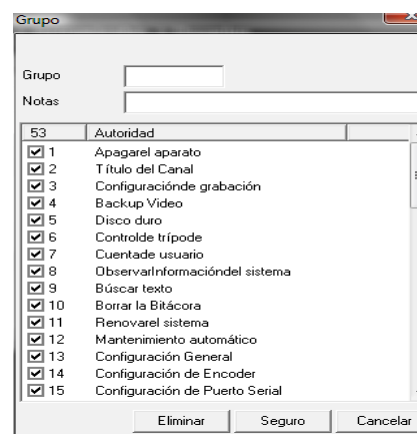 Grupo
Grupo
Notas
53 Autoridad
1 Apagarel aparato
2 Título del Canal
3 Configuraciónde grabación
4 Backup Video
5 Disco duro
6 Controlde trípode
7 Cuentade usuario
8 ObservarInformacióndel sistema
9 Búscar texto
10 Borrar la Bitácora
11 Renovarel sistema
12 Mantenimiento automático
13 Configuración General
14 Configuración de Encoder
15 Configuración de Puerto Serial
Eliminar Seguro Cancelar